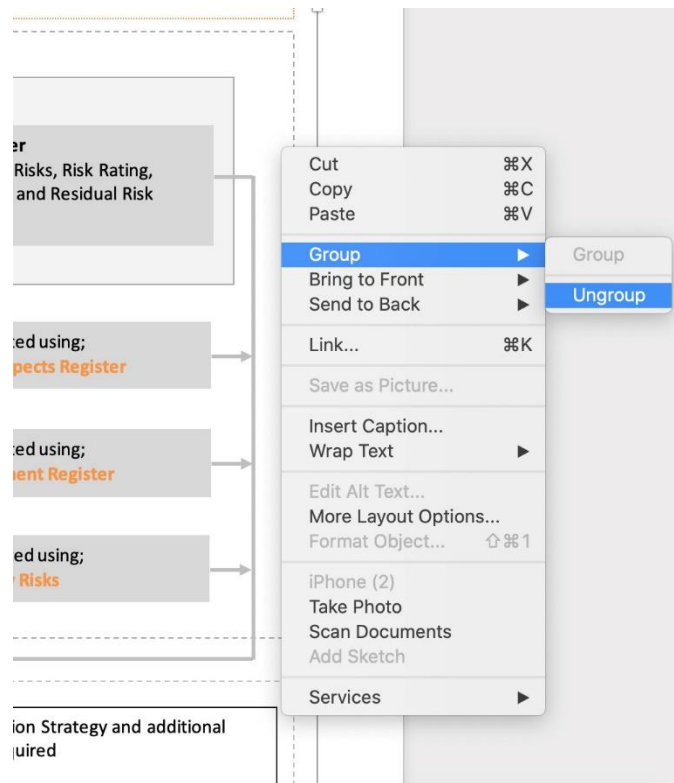 er
Risks, Risk Rating,
and Residual Risk
ted using;
pects Register
ted using;
ent Register
ed using;
Risks
ion Strategy and additional
uired
Cut ⌘X
Copy ⌘C
Paste ⌘V
Group ▶
Bring to Front ▶
Send to Back ▶
Link... ⌘K
Save as Picture...
Insert Caption...
Wrap Text ▶
Edit Alt Text...
More Layout Options...
Format Object... ⇧⌘1
iPhone (2)
Take Photo
Scan Documents
Add Sketch
Services ▶
Group
Ungroup